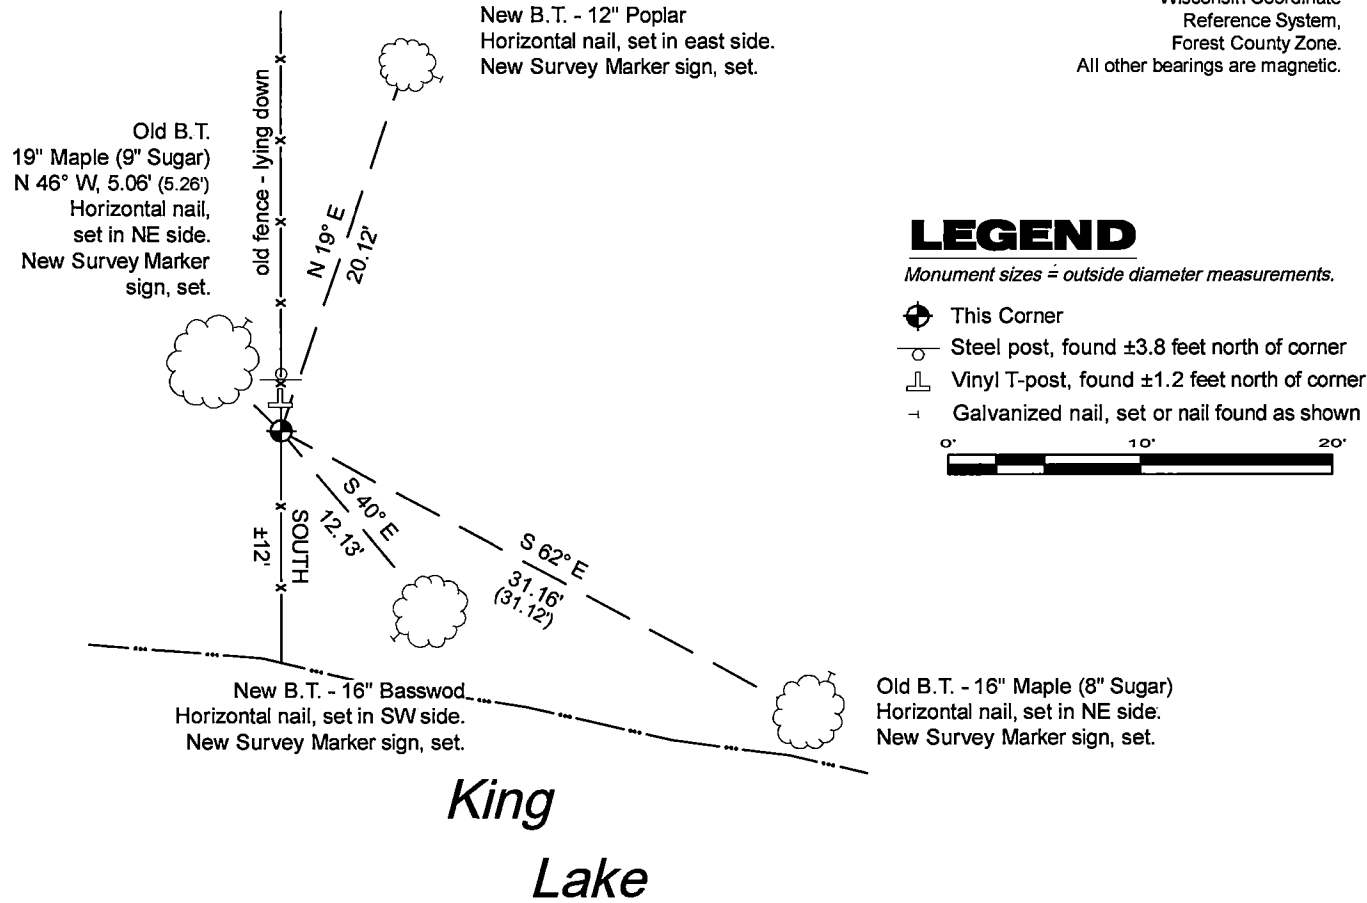 New B.T. - 12" Poplar
Horizontal nail, set in east side.
New Survey Marker sign, set.
Wisconsin Coordinate
Reference System,
Forest County Zone.
All other bearings are magnetic.
Old B.T.
19" Maple (9" Sugar)
N 46° W, 5.06' (5.26')
Horizontal nail,
set in NE side.
New Survey Marker
sign, set.
old fence - lying down
N 19° E
20.12'
LEGEND
Monument sizes = outside diameter measurements.
This Corner
Steel post, found ±3.8 feet north of corner
Vinyl T-post, found ±1.2 feet north of corner
Galvanized nail, set or nail found as shown
0' 10' 20'
S 40° E
12.13'
SOUTH
±12'
S 62° E
31.16'
(31.12')
New B.T. - 16" Basswod
Horizontal nail, set in SW side.
New Survey Marker sign, set.
Old B.T. - 16" Maple (8" Sugar)
Horizontal nail, set in NE side.
New Survey Marker sign, set.
King
Lake